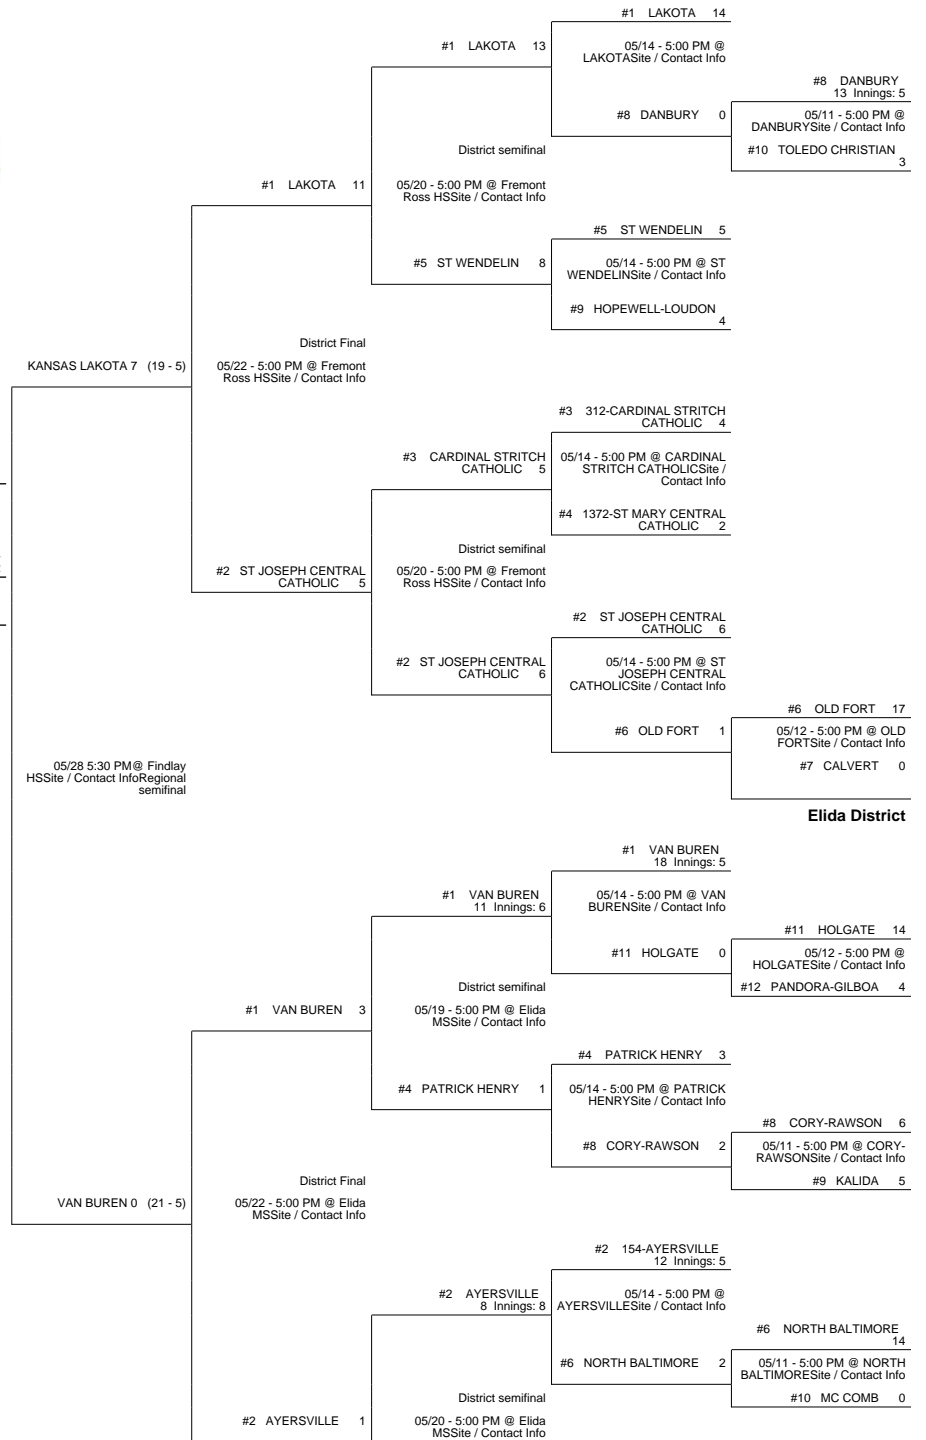 #1 LAKOTA 14
#1 LAKOTA 13
05/14 - 5:00 PM @
LAKOTASite / Contact Info
#8 DANBURY
13 Innings: 5
#8 DANBURY 0
05/11 - 5:00 PM @
DANBURYSite / Contact Info
#10 TOLEDO CHRISTIAN
3
District semifinal
#1 LAKOTA 11
05/20 - 5:00 PM @ Fremont
Ross HSSite / Contact Info
#5 ST WENDELIN 5
#5 ST WENDELIN 8
05/14 - 5:00 PM @ ST
WENDELINSite / Contact Info
#9 HOPEWELL-LOUDON
4
District Final
KANSAS LAKOTA 7 (19 - 5)
05/22 - 5:00 PM @ Fremont
Ross HSSite / Contact Info
#3 312-CARDINAL STRITCH
CATHOLIC 4
#3 CARDINAL STRITCH
CATHOLIC 5
05/14 - 5:00 PM @ CARDINAL
STRITCH CATHOLICSite /
Contact Info
#4 1372-ST MARY CENTRAL
CATHOLIC 2
District semifinal
#2 ST JOSEPH CENTRAL
CATHOLIC 5
05/20 - 5:00 PM @ Fremont
Ross HSSite / Contact Info
#2 ST JOSEPH CENTRAL
CATHOLIC 6
#2 ST JOSEPH CENTRAL
CATHOLIC 6
05/14 - 5:00 PM @ ST
JOSEPH CENTRAL
CATHOLICSite / Contact Info
#6 OLD FORT 17
#6 OLD FORT 1
05/12 - 5:00 PM @ OLD
FORTSite / Contact Info
#7 CALVERT 0
05/28 5:30 PM@ Findlay
HSSite / Contact InfoRegional
semifinal
Elida District
#1 VAN BUREN
18 Innings: 5
#1 VAN BUREN
11 Innings: 6
05/14 - 5:00 PM @ VAN
BURENSite / Contact Info
#11 HOLGATE 14
#11 HOLGATE 0
05/12 - 5:00 PM @
HOLGATESite / Contact Info
#12 PANDORA-GILBOA 4
District semifinal
#1 VAN BUREN 3
05/19 - 5:00 PM @ Elida
MSSite / Contact Info
#4 PATRICK HENRY 3
#4 PATRICK HENRY 1
05/14 - 5:00 PM @ PATRICK
HENRYSite / Contact Info
#8 CORY-RAWSON 6
#8 CORY-RAWSON 2
05/11 - 5:00 PM @ CORY-
RAWSONSite / Contact Info
#9 KALIDA 5
District Final
VAN BUREN 0 (21 - 5)
05/22 - 5:00 PM @ Elida
MSSite / Contact Info
#2 154-AYERSVILLE
12 Innings: 5
#2 AYERSVILLE
8 Innings: 8
05/14 - 5:00 PM @
AYERSVILLESite / Contact Info
#6 NORTH BALTIMORE
14
#6 NORTH BALTIMORE 2
05/11 - 5:00 PM @ NORTH
BALTIMORESite / Contact Info
#10 MC COMB 0
District semifinal
#2 AYERSVILLE 1
05/20 - 5:00 PM @ Elida
MSSite / Contact Info